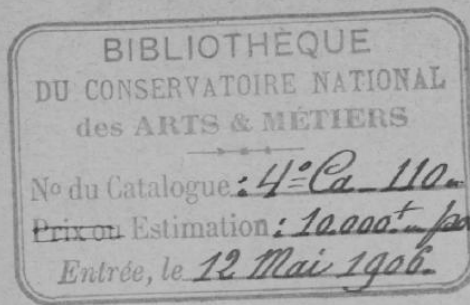 BIBLIOTHÈQUE
DU CONSERVATOIRE NATIONAL
des ARTS & MÉTIERS
No du Catalogue : 4º Ca 110.
Prix ou Estimation : 10.000
Entrée, le 12 Mai 1906.